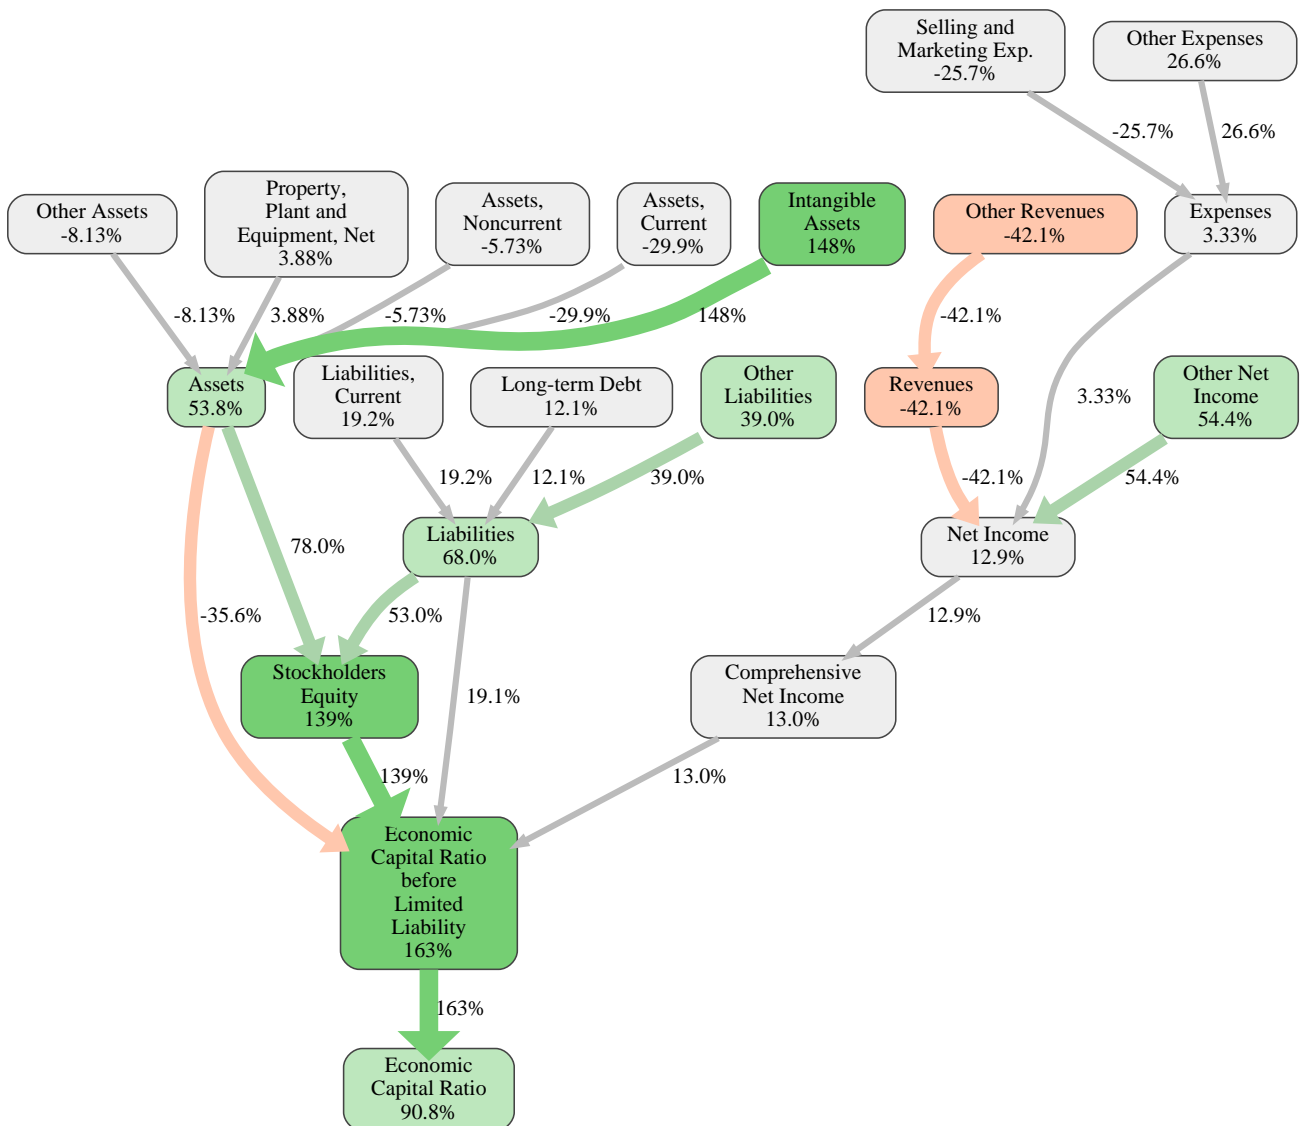 Selling and
Marketing Exp.
-25.7%
Other Expenses
26.6%
-25.7%
26.6%
Other Assets
-8.13%
Property,
Plant and
Equipment, Net
3.88%
Assets,
Noncurrent
-5.73%
Assets,
Current
-29.9%
Intangible
Assets
148%
Other Revenues
-42.1%
Expenses
3.33%
-8.13%
3.88%
-5.73%
-29.9%
148%
-42.1%
3.33%
Assets
53.8%
Liabilities,
Current
19.2%
Long-term Debt
12.1%
Other
Liabilities
39.0%
Revenues
-42.1%
Other Net
Income
54.4%
19.2%
12.1%
39.0%
-42.1%
54.4%
78.0%
Liabilities
68.0%
Net Income
12.9%
-35.6%
53.0%
12.9%
Stockholders
Equity
139%
19.1%
Comprehensive
Net Income
13.0%
139%
13.0%
Economic
Capital Ratio
before
Limited
Liability
163%
163%
Economic
Capital Ratio
90.8%